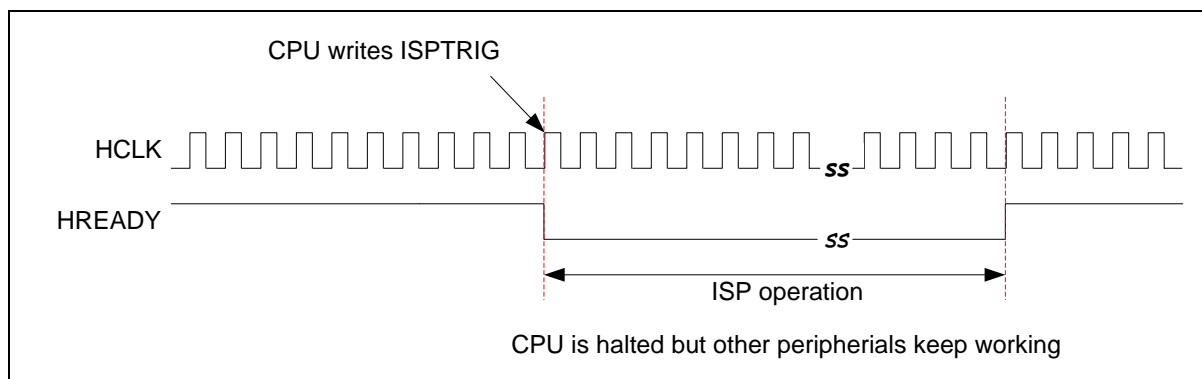 CPU writes ISPTRIG
HCLK
ss
HREADY
ss
ISP operation
CPU is halted but other peripherials keep working